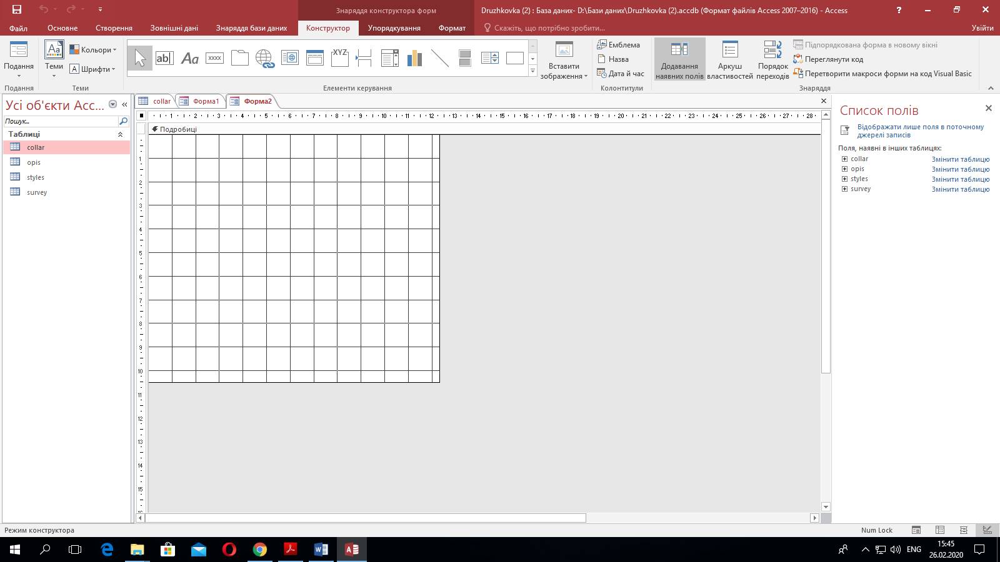 Знаряддя конструктора форм
Druzhkovka (2) : База даних- D:\Бази даних\Druzhkovka (2).accdb (Формат файлів Access 2007–2016) - Access
?
Файл Основне Створення Зовнішні дані Знаряддя бази даних Конструктор Упорядкування Формат Скажіть, що потрібно зробити... Увійти
Подання
Подання
Aa
Теми
Кольори
A Шрифти
Теми
ab
Aa
xxxx
XYZ
Елементи керування
Вставити
зображення
Емблема
Назва
Дата й час
Колонтитули
Додавання
наявних полів
Аркуш
властивостей
Порядок
переходів
Підпорядкована форма в новому вікні
Переглянути код
Перетворити макроси форми на код Visual Basic
Знаряддя
Усі об'єкти Acc...
Пошук...
Таблиці
collar
opis
styles
survey
collar Форма1 Форма2
1 2 3 4 5 6 7 8 9 10 11 12 13 14 15 16 17 18 19 20 21 22 23 24 25 26 27 28
Подробиці
1
2
3
4
5
6
7
8
9
10
11
12
13
14
15
16
Список полів
Відображати лише поля в поточному
джерелі записів
Поля, наявні в інших таблицях:
collar Змінити таблицю
opis Змінити таблицю
styles Змінити таблицю
survey Змінити таблицю
Режим конструктора
Num Lock
ENG
15:45
26.02.2020